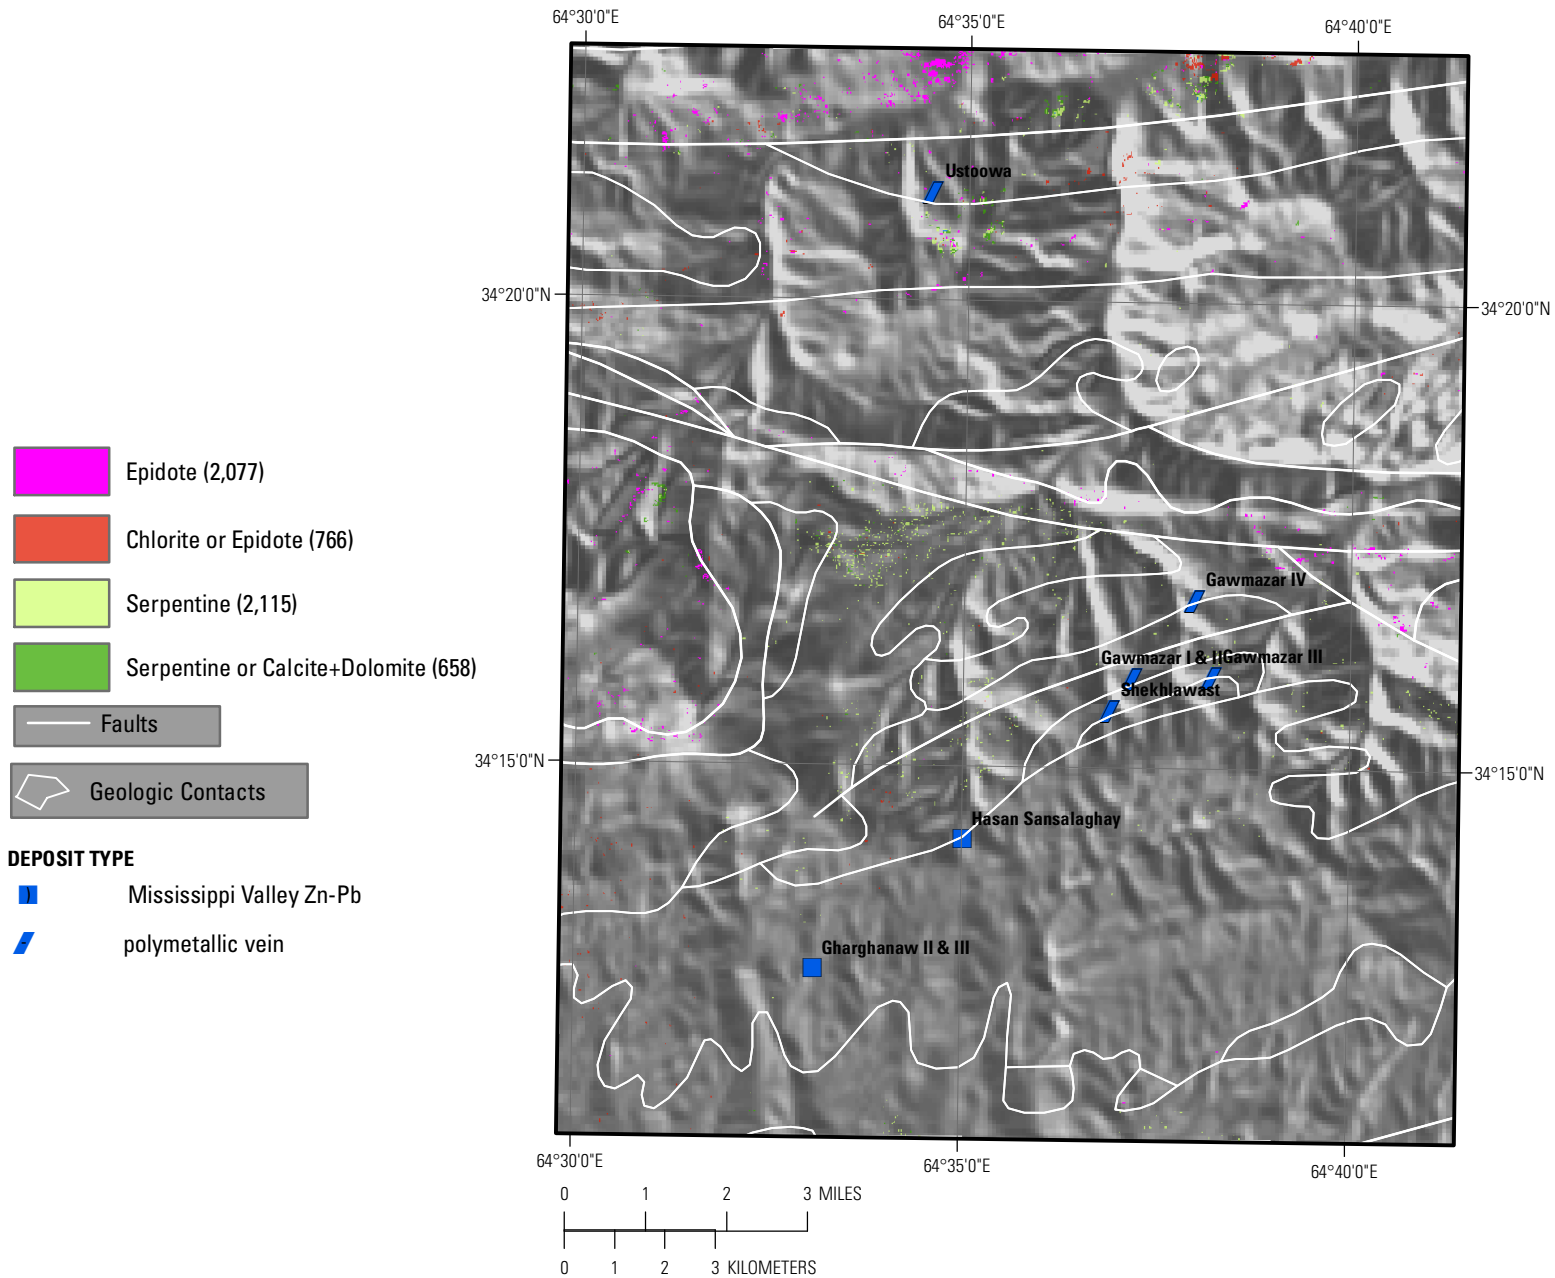 64°30'0"E
64°35'0"E
64°40'0"E
Ustoowa
34°20'0"N
34°20'0"N
Epidote (2,077)
Chlorite or Epidote (766)
Serpentine (2,115)
Serpentine or Calcite+Dolomite (658)
Faults
Geologic Contacts
Gawmazar IV
Gawmazar I & II
Gawmazar III
Shekhlawast
34°15'0"N
34°15'0"N
Hasan Sansalaghay
DEPOSIT TYPE
Mississippi Valley Zn-Pb
polymetallic vein
Gharghanaw II & III
64°30'0"E
64°35'0"E
64°40'0"E
0 1 2 3 MILES
0 1 2 3 KILOMETERS